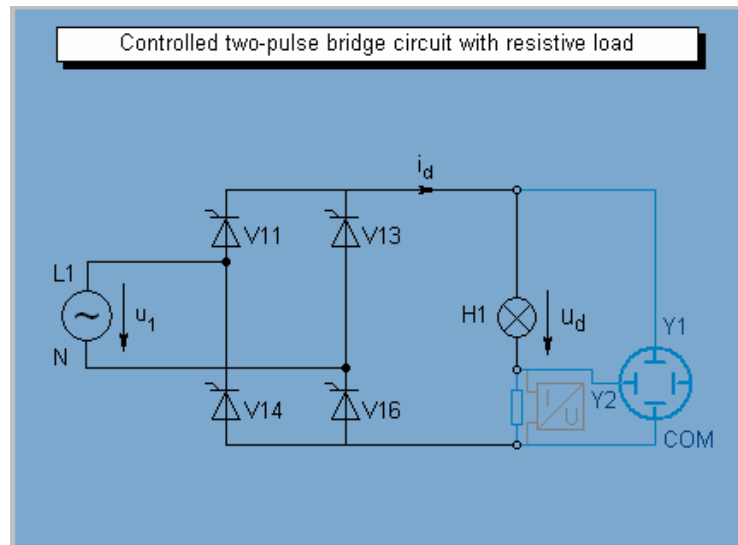 Controlled two-pulse bridge circuit with resistive load
i_d
V11
V13
L1
~
u_1
N
H1
u_d
Y1
V14
V16
I
U
Y2
COM